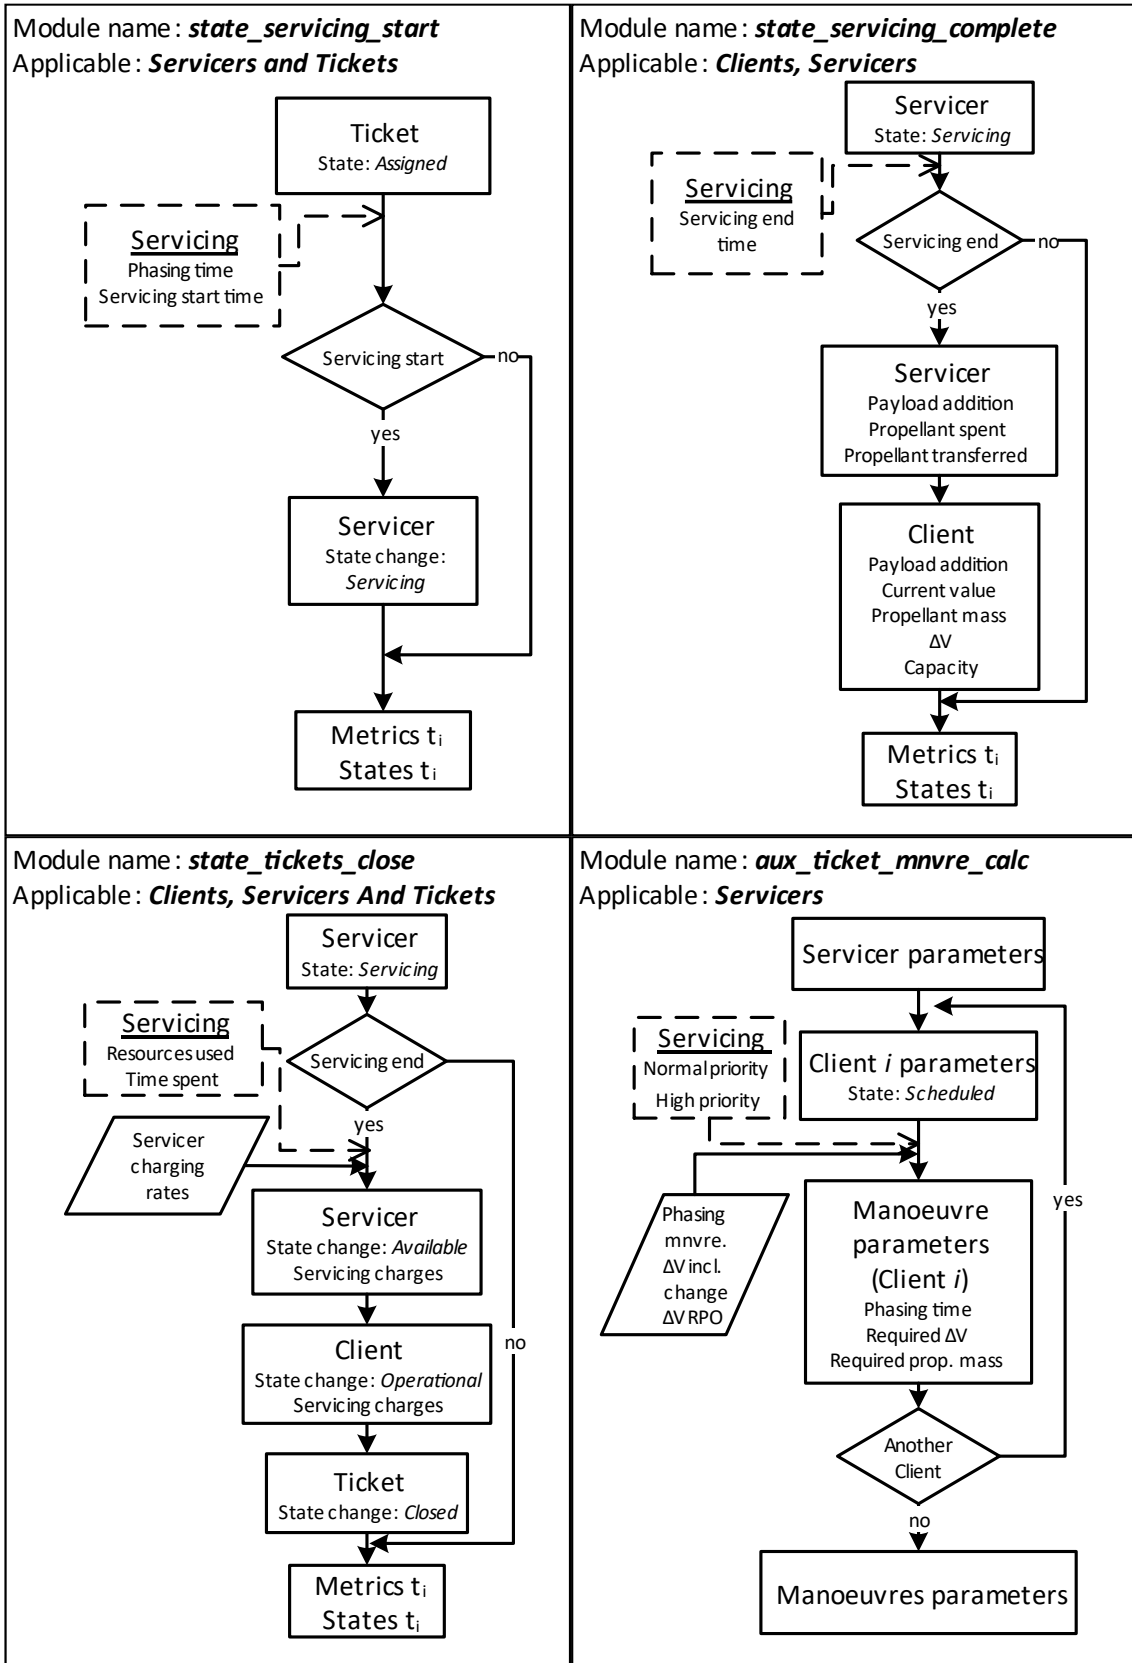 Module name: state_servicing_start
Applicable: Servicers and Tickets
Ticket
State: Assigned
Servicing
Phasing time
Servicing start time
Servicing start
no
yes
Servicer
State change:
Servicing
Metrics ti
States ti
Module name: state_servicing_complete
Applicable: Clients, Servicers
Servicer
State: Servicing
Servicing
Servicing end
time
Servicing end
no
yes
Servicer
Payload addition
Propellant spent
Propellant transferred
Client
Payload addition
Current value
Propellant mass
ΔV
Capacity
Metrics ti
States ti
Module name: state_tickets_close
Applicable: Clients, Servicers And Tickets
Servicer
State: Servicing
Servicing
Resources used
Time spent
Servicing end
yes
Servicer
charging
rates
Servicer
State change: Available
Servicing charges
no
Client
State change: Operational
Servicing charges
Ticket
State change: Closed
Metrics ti
States ti
Module name: aux_ticket_mnvre_calc
Applicable: Servicers
Servicer parameters
Servicing
Normal priority
High priority
Client i parameters
State: Scheduled
yes
Phasing
mnvre.
ΔV incl.
change
ΔV RPO
Manoeuvre
parameters
(Client i)
Phasing time
Required ΔV
Required prop. mass
Another
Client
no
Manoeuvres parameters